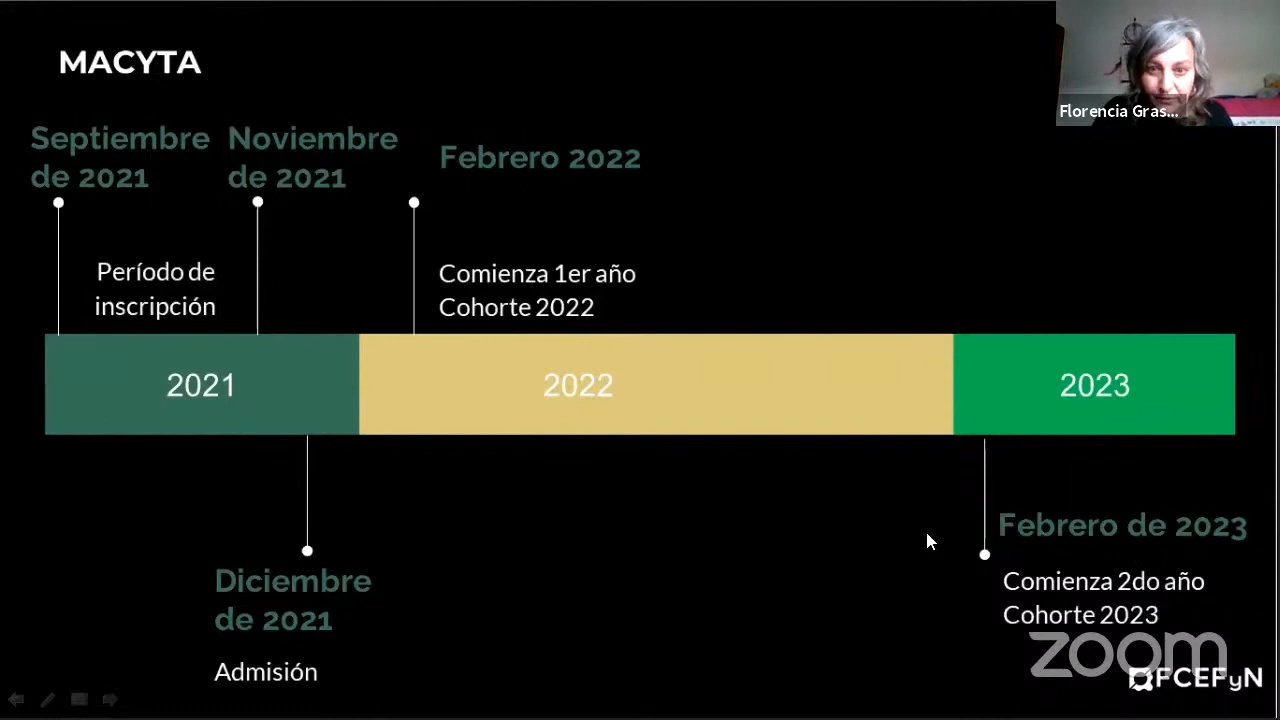 MACYTA
Florencia Gras...
Septiembre
de 2021
Noviembre
de 2021
Febrero 2022
Período de
inscripción
Comienza 1er año
Cohorte 2022
2021
2022
2023
Diciembre
de 2021
Admisión
Febrero de 2023
Comienza 2do año
Cohorte 2023
zoom
FCEFyN